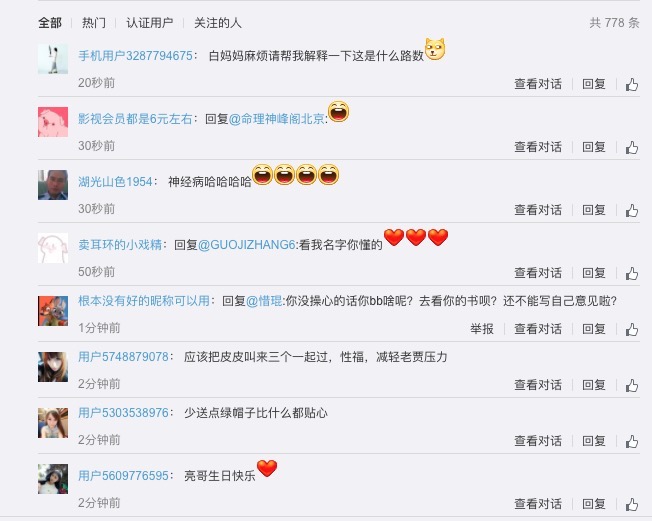 全部 热门 认证用户 关注的人 共 778 条
手机用户3287794675： 白妈妈麻烦请帮我解释一下这是什么路数
20秒前 查看对话 回复
影视会员都是6元左右：回复@命理神峰阁北京:
30秒前 查看对话 回复
湖光山色1954： 神经病哈哈哈哈
30秒前 查看对话 回复
卖耳环的小戏精：回复@GUOJIZHANG6:看我名字你懂的
50秒前 查看对话 回复
根本没有好的昵称可以用：回复@惜琨:你没操心的话你bb啥呢？去看你的书呗？还不能写自己意见啦？
1分钟前 举报 查看对话 回复
用户5748879078： 应该把皮皮叫来三个一起过，性福，减轻老贾压力
2分钟前 查看对话 回复
用户5303538976： 少送点绿帽子比什么都贴心
2分钟前 查看对话 回复
用户5609776595： 亮哥生日快乐
2分钟前 查看对话 回复